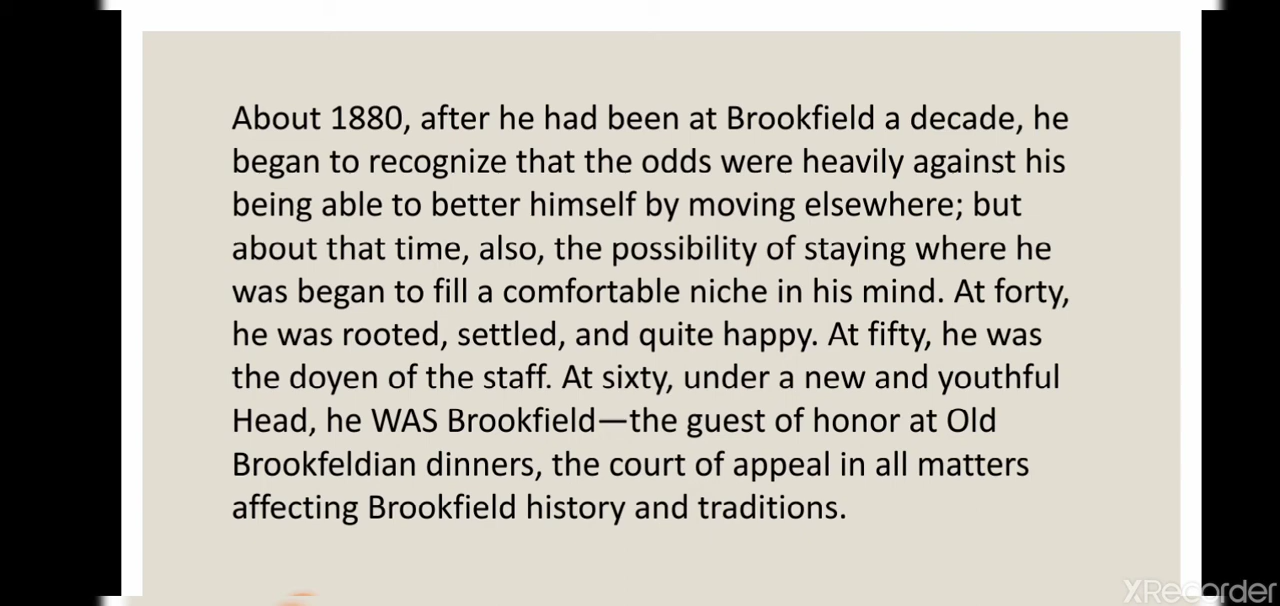 About 1880, after he had been at Brookfield a decade, he
began to recognize that the odds were heavily against his
being able to better himself by moving elsewhere; but
about that time, also, the possibility of staying where he
was began to fill a comfortable niche in his mind. At forty,
he was rooted, settled, and quite happy. At fifty, he was
the doyen of the staff. At sixty, under a new and youthful
Head, he WAS Brookfield—the guest of honor at Old
Brookfeldian dinners, the court of appeal in all matters
affecting Brookfield history and traditions.
XRecorder